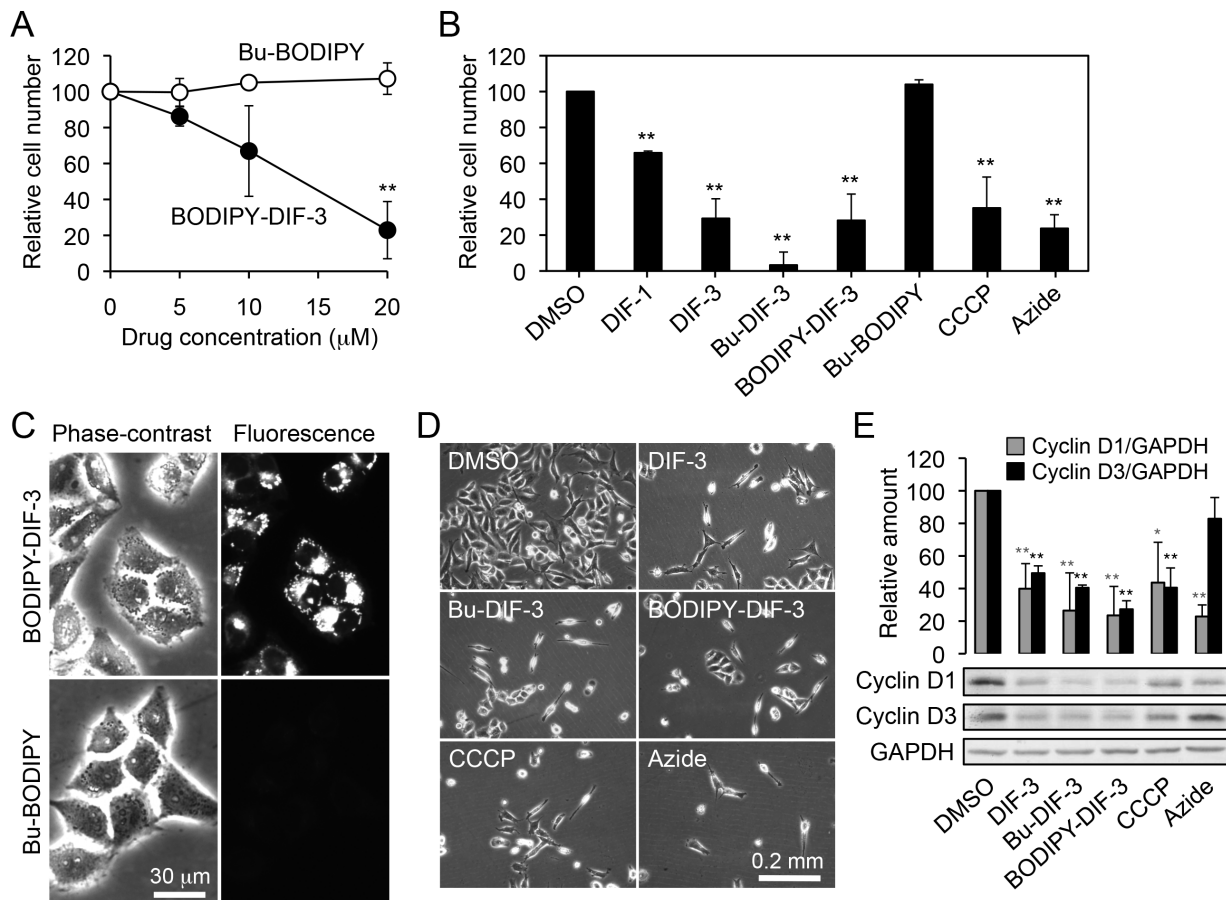 A
Relative cell number
120
100
80
60
40
20
0
Bu-BODIPY
BODIPY-DIF-3
**
0 5 10 15 20
Drug concentration (μM)
B
Relative cell number
120
100
80
60
40
20
0
** ** ** ** ** **
DMSO
DIF-1
DIF-3
Bu-DIF-3
BODIPY-DIF-3
Bu-BODIPY
CCCP
Azide
C
Phase-contrast Fluorescence
BODIPY-DIF-3
Bu-BODIPY
30 μm
D
DMSO
DIF-3
Bu-DIF-3
BODIPY-DIF-3
CCCP
Azide
0.2 mm
E
Cyclin D1/GAPDH
Cyclin D3/GAPDH
Relative amount
120
100
80
60
40
20
0
** ** ** ** ** ** * ** **
Cyclin D1
Cyclin D3
GAPDH
DMSO
DIF-3
Bu-DIF-3
BODIPY-DIF-3
CCCP
Azide